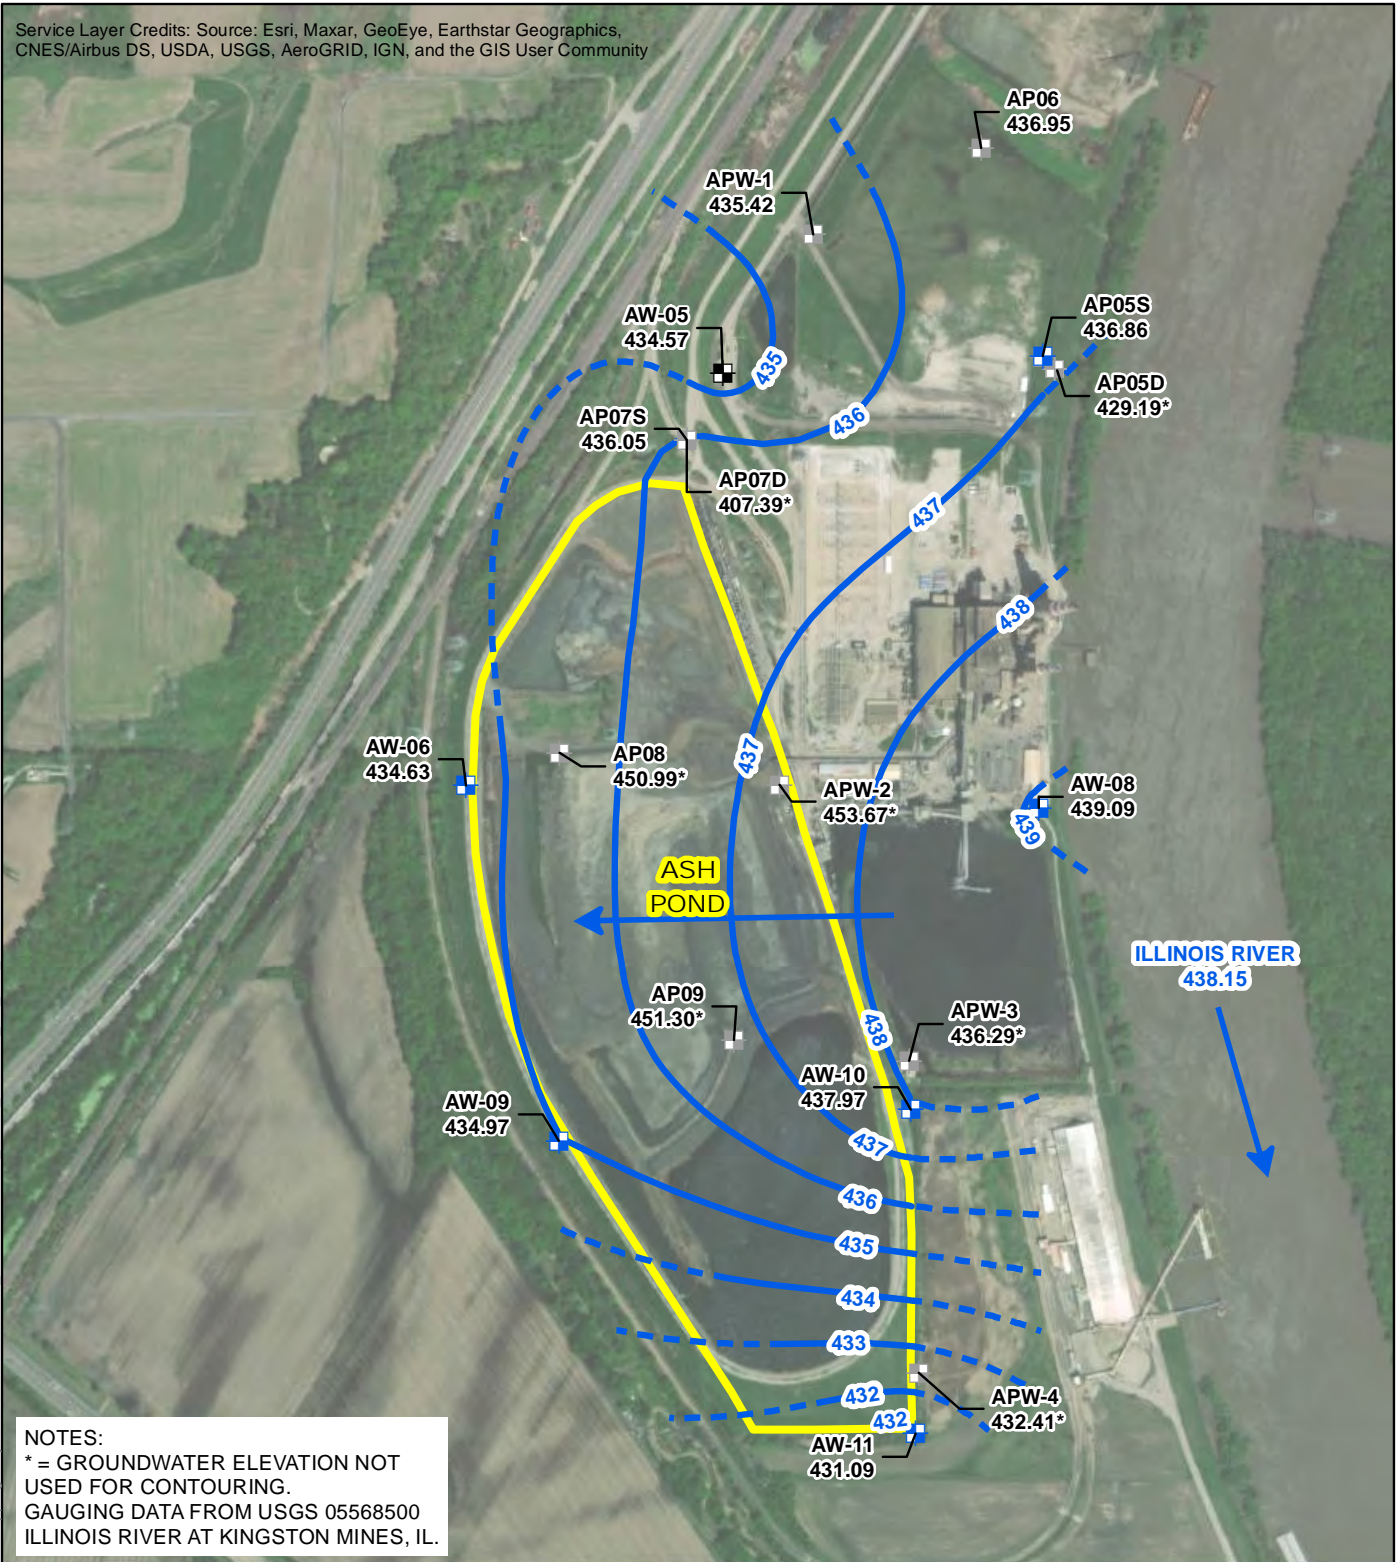 Service Layer Credits: Source: Esri, Maxar, GeoEye, Earthstar Geographics,
CNES/Airbus DS, USDA, USGS, AeroGRID, IGN, and the GIS User Community
AP06
436.95
APW-1
435.42
AW-05
434.57
435
AP05S
436.86
AP05D
429.19*
AP07S
436.05
436
AP07D
407.39*
437
438
AW-06
434.63
AP08
450.99*
437
APW-2
453.67*
AW-08
439.09
439
ASH
POND
ILLINOIS RIVER
438.15
AP09
451.30*
APW-3
436.29*
438
AW-10
437.97
AW-09
434.97
437
436
435
434
433
432
APW-4
432.41*
432
AW-11
431.09
NOTES:
* = GROUNDWATER ELEVATION NOT
USED FOR CONTOURING.
GAUGING DATA FROM USGS 05568500
ILLINOIS RIVER AT KINGSTON MINES, IL.